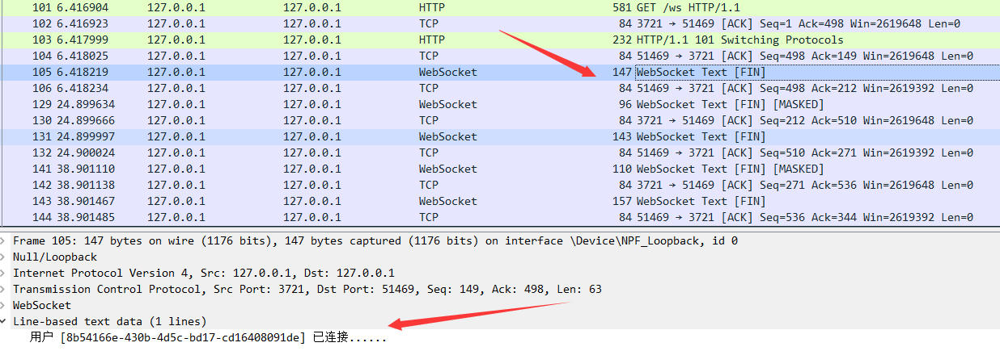 101 6.416904 127.0.0.1 127.0.0.1 HTTP 581 GET /ws HTTP/1.1
102 6.416923 127.0.0.1 127.0.0.1 TCP 84 3721 → 51469 [ACK] Seq=1 Ack=498 Win=2619648 Len=0
103 6.417999 127.0.0.1 127.0.0.1 HTTP 232 HTTP/1.1 101 Switching Protocols
104 6.418025 127.0.0.1 127.0.0.1 TCP 84 51469 → 3721 [ACK] Seq=498 Ack=149 Win=2619648 Len=0
105 6.418219 127.0.0.1 127.0.0.1 WebSocket 147 WebSocket Text [FIN]
106 6.418234 127.0.0.1 127.0.0.1 TCP 84 51469 → 3721 [ACK] Seq=498 Ack=212 Win=2619392 Len=0
129 24.899634 127.0.0.1 127.0.0.1 WebSocket 96 WebSocket Text [FIN] [MASKED]
130 24.899666 127.0.0.1 127.0.0.1 TCP 84 3721 → 51469 [ACK] Seq=212 Ack=510 Win=2619648 Len=0
131 24.899997 127.0.0.1 127.0.0.1 WebSocket 143 WebSocket Text [FIN]
132 24.900024 127.0.0.1 127.0.0.1 TCP 84 51469 → 3721 [ACK] Seq=510 Ack=271 Win=2619392 Len=0
141 38.901110 127.0.0.1 127.0.0.1 WebSocket 110 WebSocket Text [FIN] [MASKED]
142 38.901138 127.0.0.1 127.0.0.1 TCP 84 3721 → 51469 [ACK] Seq=271 Ack=536 Win=2619648 Len=0
143 38.901467 127.0.0.1 127.0.0.1 WebSocket 157 WebSocket Text [FIN]
144 38.901485 127.0.0.1 127.0.0.1 TCP 84 51469 → 3721 [ACK] Seq=536 Ack=344 Win=2619392 Len=0
Frame 105: 147 bytes on wire (1176 bits), 147 bytes captured (1176 bits) on interface \Device\NPF_Loopback, id 0
Null/Loopback
Internet Protocol Version 4, Src: 127.0.0.1, Dst: 127.0.0.1
Transmission Control Protocol, Src Port: 3721, Dst Port: 51469, Seq: 149, Ack: 498, Len: 63
WebSocket
Line-based text data (1 lines)
用户 [8b54166e-430b-4d5c-bd17-cd16408091de] 已连接......